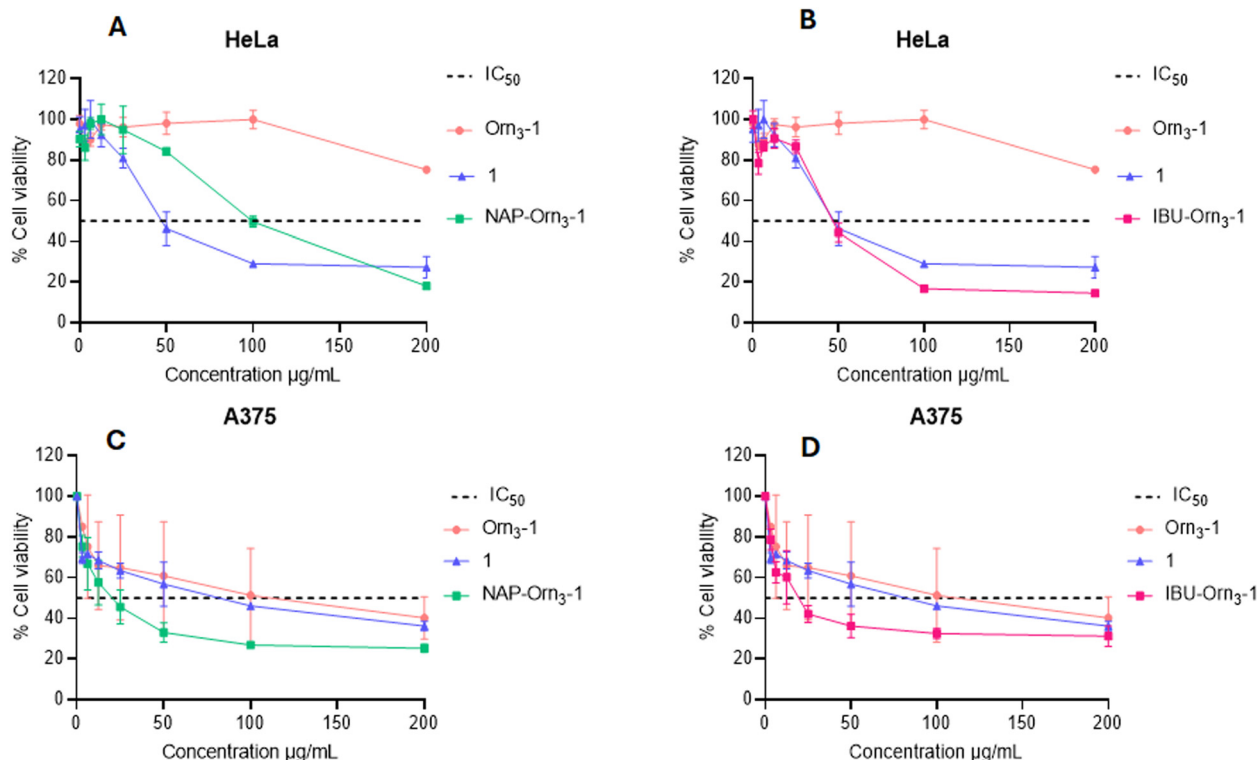 A
HeLa
% Cell viability
120
100
80
60
40
20
0
0 50 100 150 200
Concentration µg/mL
IC50
Orn3-1
1
NAP-Orn3-1
B
HeLa
% Cell viability
120
100
80
60
40
20
0
0 50 100 150 200
Concentration µg/mL
IC50
Orn3-1
1
IBU-Orn3-1
C
A375
% Cell viability
120
100
80
60
40
20
0
0 50 100 150 200
Concentration µg/mL
IC50
Orn3-1
1
NAP-Orn3-1
D
A375
% Cell viability
120
100
80
60
40
20
0
0 50 100 150 200
Concentration µg/mL
IC50
Orn3-1
1
IBU-Orn3-1